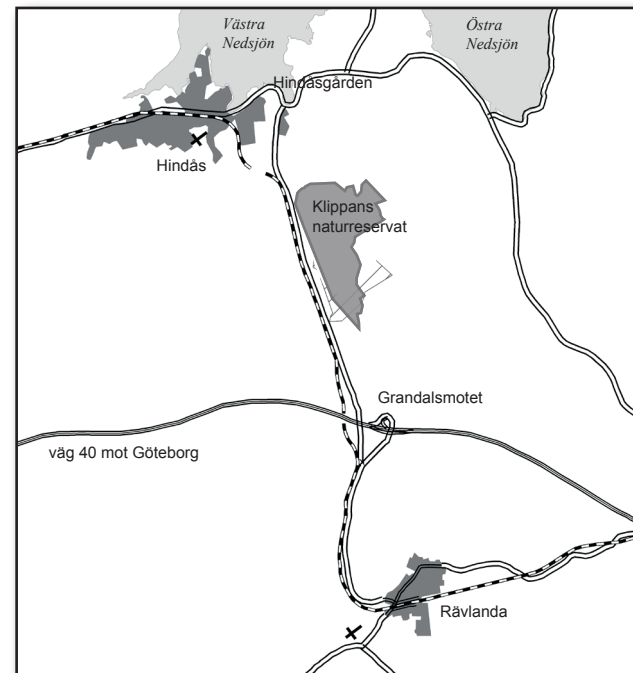 Västra
Nedsjön
Östra
Nedsjön
Hindåsgården
Hindås
Klippans
naturreservat
Grandalsmotet
väg 40 mot Göteborg
Rävlanda